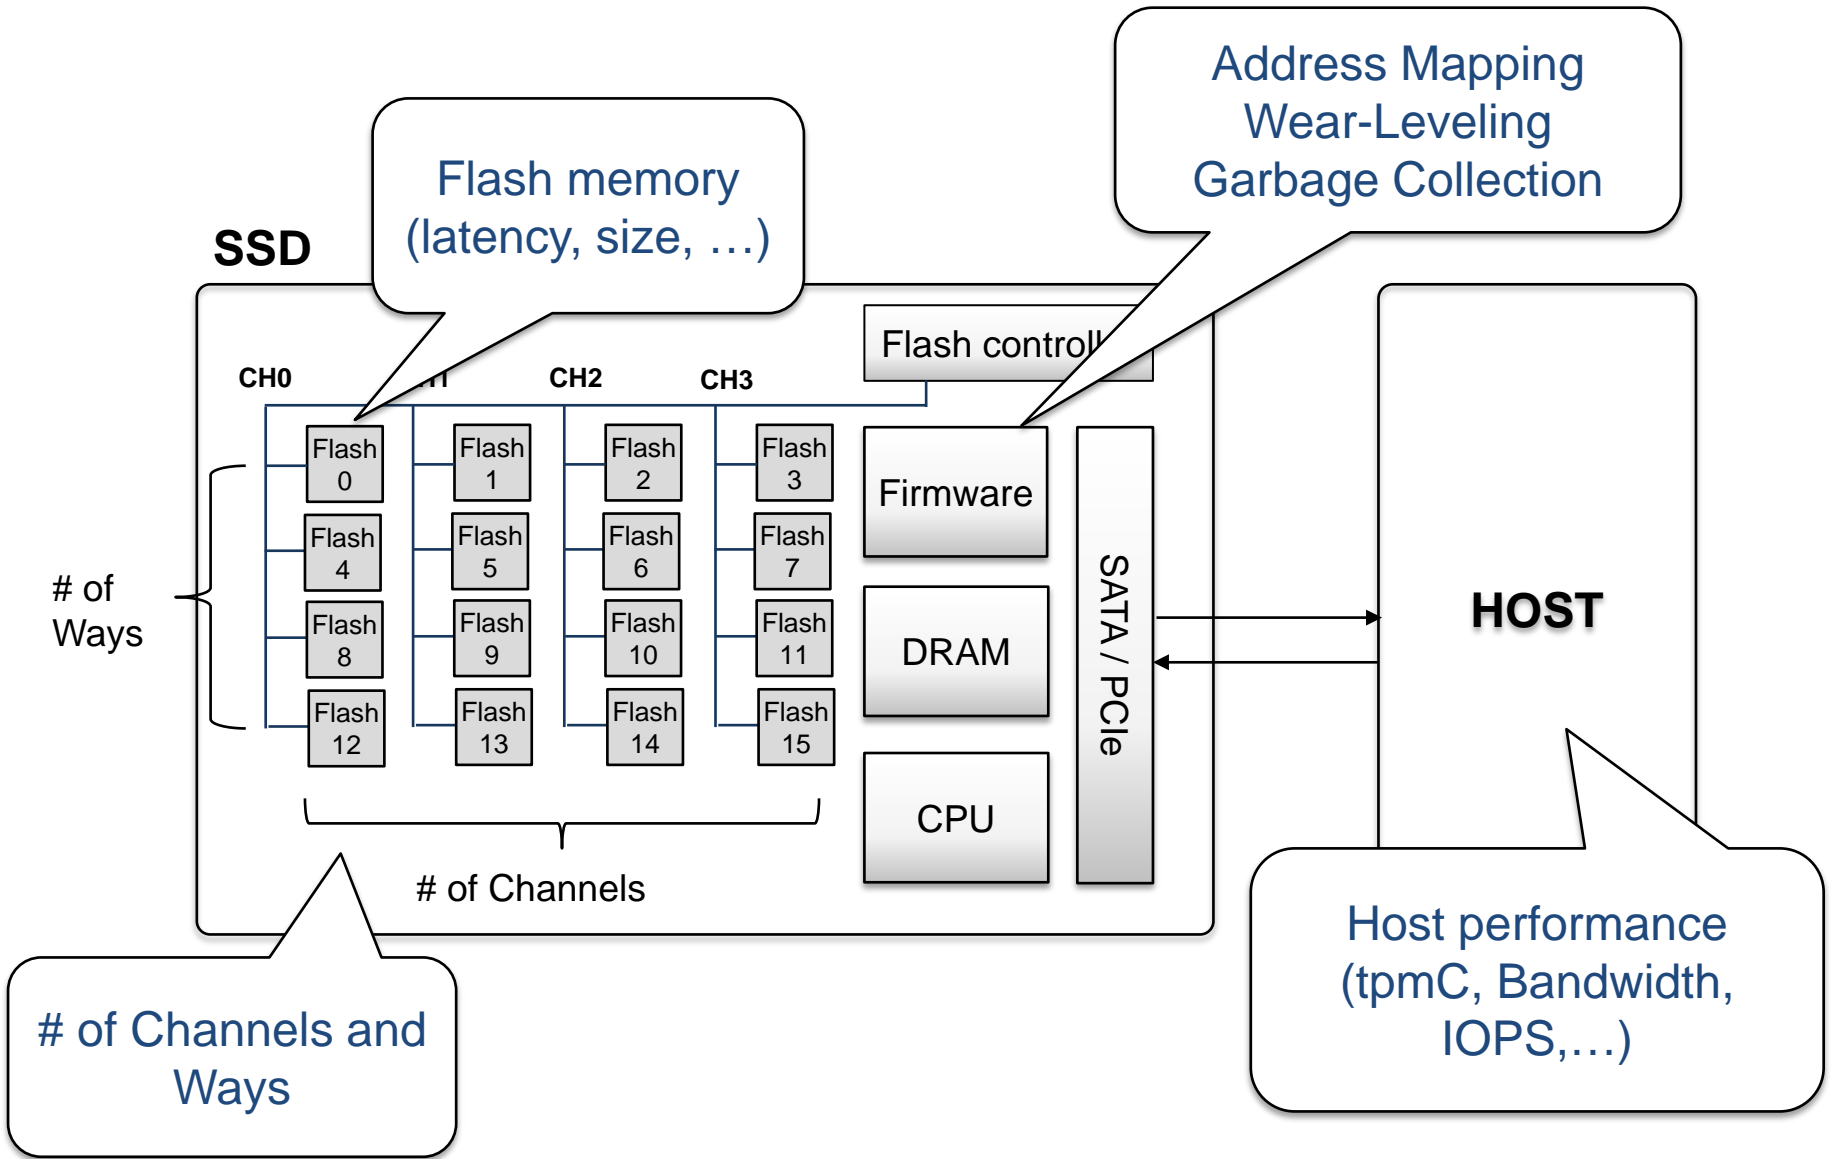 Address Mapping
Wear-Leveling
Garbage Collection
Flash memory
(latency, size, …)
SSD
Flash controll
CH0
CH2
CH3
Flash
0
Flash
1
Flash
2
Flash
3
Flash
4
Flash
5
Flash
6
Flash
7
Flash
8
Flash
9
Flash
10
Flash
11
Flash
12
Flash
13
Flash
14
Flash
15
# of
Ways
# of Channels
Firmware
DRAM
CPU
SATA / PCIe
HOST
# of Channels and
Ways
Host performance
(tpmC, Bandwidth,
IOPS,…)